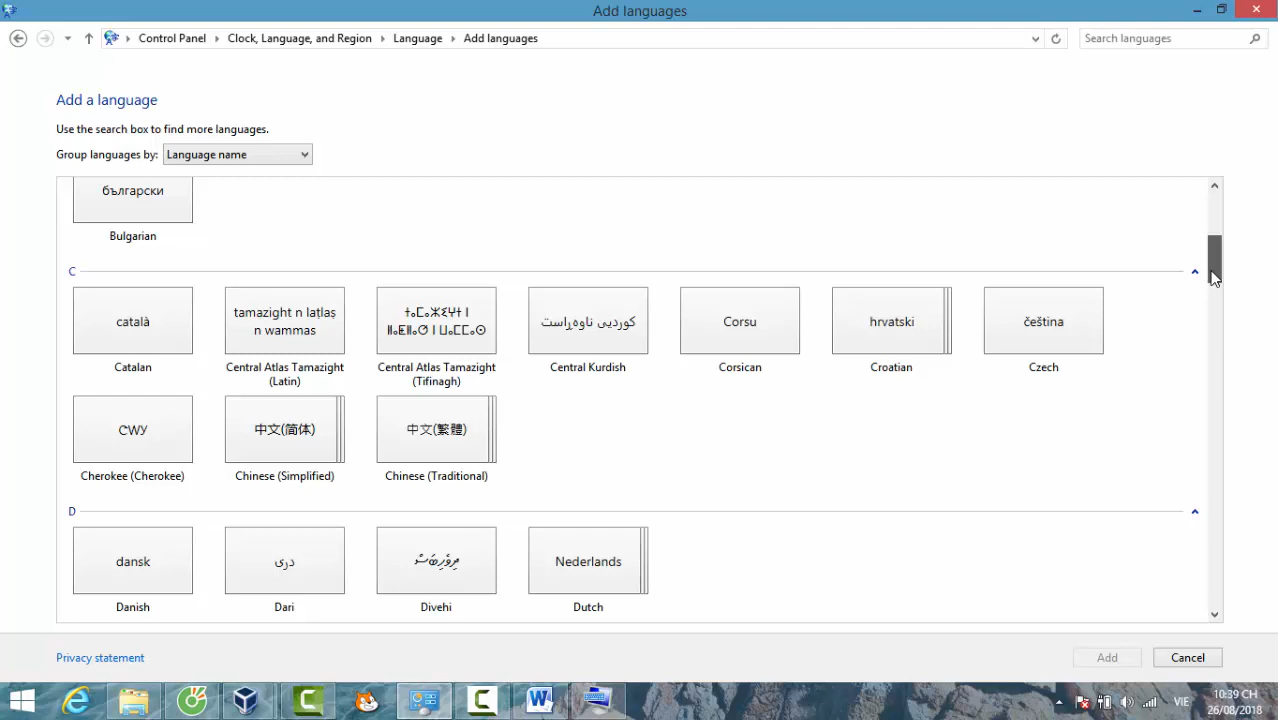 Add languages
Control Panel
Clock, Language, and Region
Language
Add languages
Search languages
Add a language
Use the search box to find more languages.
Group languages by:
Language name
български
Bulgarian
C
català
tamazight n laṭlaṣ
n wammas
ⵜⴰⵎⴰⵣⵉⵖⵜ ⵏ
ⵍⴰⵟⵍⴰⵚ ⵏ ⵡⴰⵎⵎⴰⵙ
کوردیی ناوەڕاست
Corsu
hrvatski
čeština
Catalan
Central Atlas Tamazight
(Latin)
Central Atlas Tamazight
(Tifinagh)
Central Kurdish
Corsican
Croatian
Czech
ᏣᎳᎩ
中文(简体)
中文(繁體)
Cherokee (Cherokee)
Chinese (Simplified)
Chinese (Traditional)
D
dansk
درى
ދިވެހިބަސް
Nederlands
Danish
Dari
Divehi
Dutch
Privacy statement
Add
Cancel
VIE
10:39 CH
26/08/2018